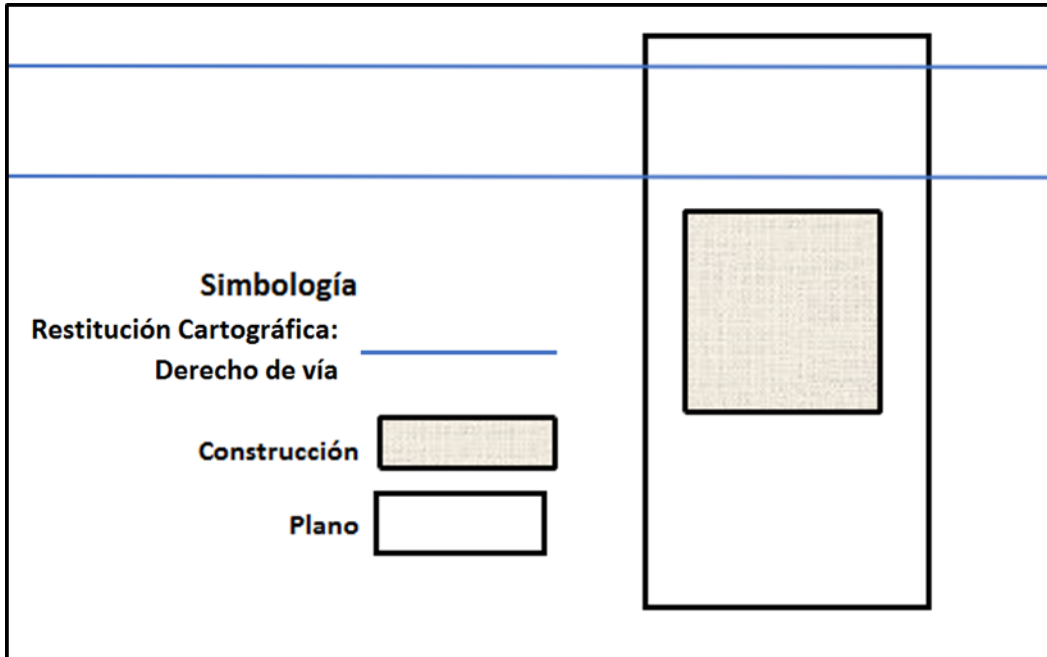 Simbología
Restitución Cartográfica:
Derecho de vía
Construcción
Plano